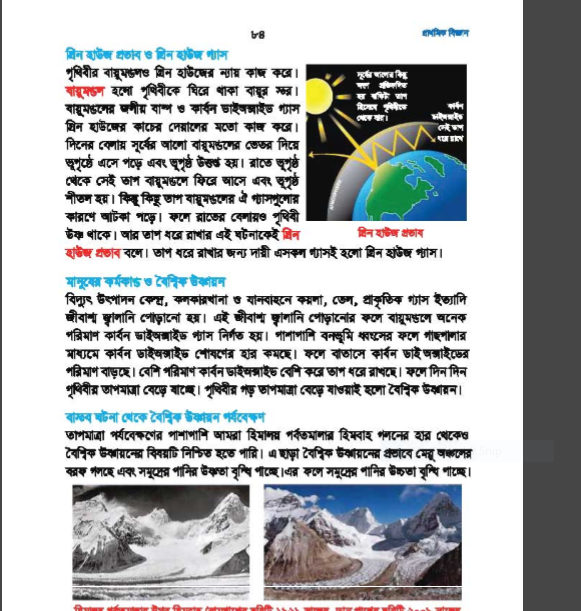 ৮৪
প্রাথমিক বিজ্ঞান
গ্রিন হাউজ প্রভাব ও গ্রিন হাউজ গ্যাস
পৃথিবীর বায়ুমণ্ডলও গ্রিন হাউজের ন্যায় কাজ করে।
বায়ুমণ্ডল হলো পৃথিবীকে ঘিরে থাকা বায়ুর স্তর।
বায়ুমণ্ডলের জলীয় বাষ্প ও কার্বন ডাইঅক্সাইড গ্যাস
গ্রিন হাউজের কাচের দেয়ালের মতো কাজ করে।
দিনের বেলায় সূর্যের আলো বায়ুমণ্ডলের ভেতর দিয়ে
ভূপৃষ্ঠে এসে পড়ে এবং ভূপৃষ্ঠ উত্তপ্ত হয়। রাতে ভূপৃষ্ঠ
থেকে সেই তাপ বায়ুমণ্ডলে ফিরে আসে এবং ভূপৃষ্ঠ
শীতল হয়। কিন্তু কিছু তাপ বায়ুমণ্ডলের ঐ গ্যাসগুলোর
কারণে আটকা পড়ে। ফলে রাতের বেলায়ও পৃথিবী
উষ্ণ থাকে। আর তাপ ধরে রাখার এই ঘটনাকেই গ্রিন
হাউজ প্রভাব বলে। তাপ ধরে রাখার জন্য দায়ী এসকল গ্যাসই হলো গ্রিন হাউজ গ্যাস।
সূর্যের আলোর কিছু
অংশ প্রতিফলিত
হয় বাকিটা তাপ
হিসেবে পৃথিবীতে
থেকে যায়।
কার্বন
ডাইঅক্সাইড
সেই তাপ
ধরে রাখে
গ্রিন হাউজ প্রভাব
মানুষের কর্মকাণ্ড ও বৈশ্বিক উষ্ণায়ন
বিদ্যুৎ উৎপাদন কেন্দ্র, কলকারখানা ও যানবাহনে কয়লা, তেল, প্রাকৃতিক গ্যাস ইত্যাদি
জীবাশ্ম জ্বালানি পোড়ানো হয়। এই জীবাশ্ম জ্বালানি পোড়ানোর ফলে বায়ুমণ্ডলে অনেক
পরিমাণ কার্বন ডাইঅক্সাইড গ্যাস নির্গত হয়। পাশাপাশি বনভূমি ধ্বংসের ফলে গাছপালার
মাধ্যমে কার্বন ডাইঅক্সাইড শোষণের হার কমছে। ফলে বাতাসে কার্বন ডাইঅক্সাইডের
পরিমাণ বাড়ছে। বেশি পরিমাণ কার্বন ডাইঅক্সাইড বেশি করে তাপ ধরে রাখছে। ফলে দিন দিন
পৃথিবীর তাপমাত্রা বেড়ে যাচ্ছে। পৃথিবীর গড় তাপমাত্রা বেড়ে যাওয়াই হলো বৈশ্বিক উষ্ণায়ন।
বাস্তব ঘটনা থেকে বৈশ্বিক উষ্ণায়ন পর্যবেক্ষণ
তাপমাত্রা পর্যবেক্ষণের পাশাপাশি আমরা হিমালয় পর্বতমালার হিমবাহ গলনের হার থেকেও
বৈশ্বিক উষ্ণায়নের বিষয়টি নিশ্চিত হতে পারি। এ ছাড়া বৈশ্বিক উষ্ণায়নের প্রভাবে মেরু অঞ্চলের
বরফ গলছে এবং সমুদ্রের পানির উষ্ণতা বৃদ্ধি পাচ্ছে।এর ফলে সমুদ্রের পানির উচ্চতা বৃদ্ধি পাচ্ছে।